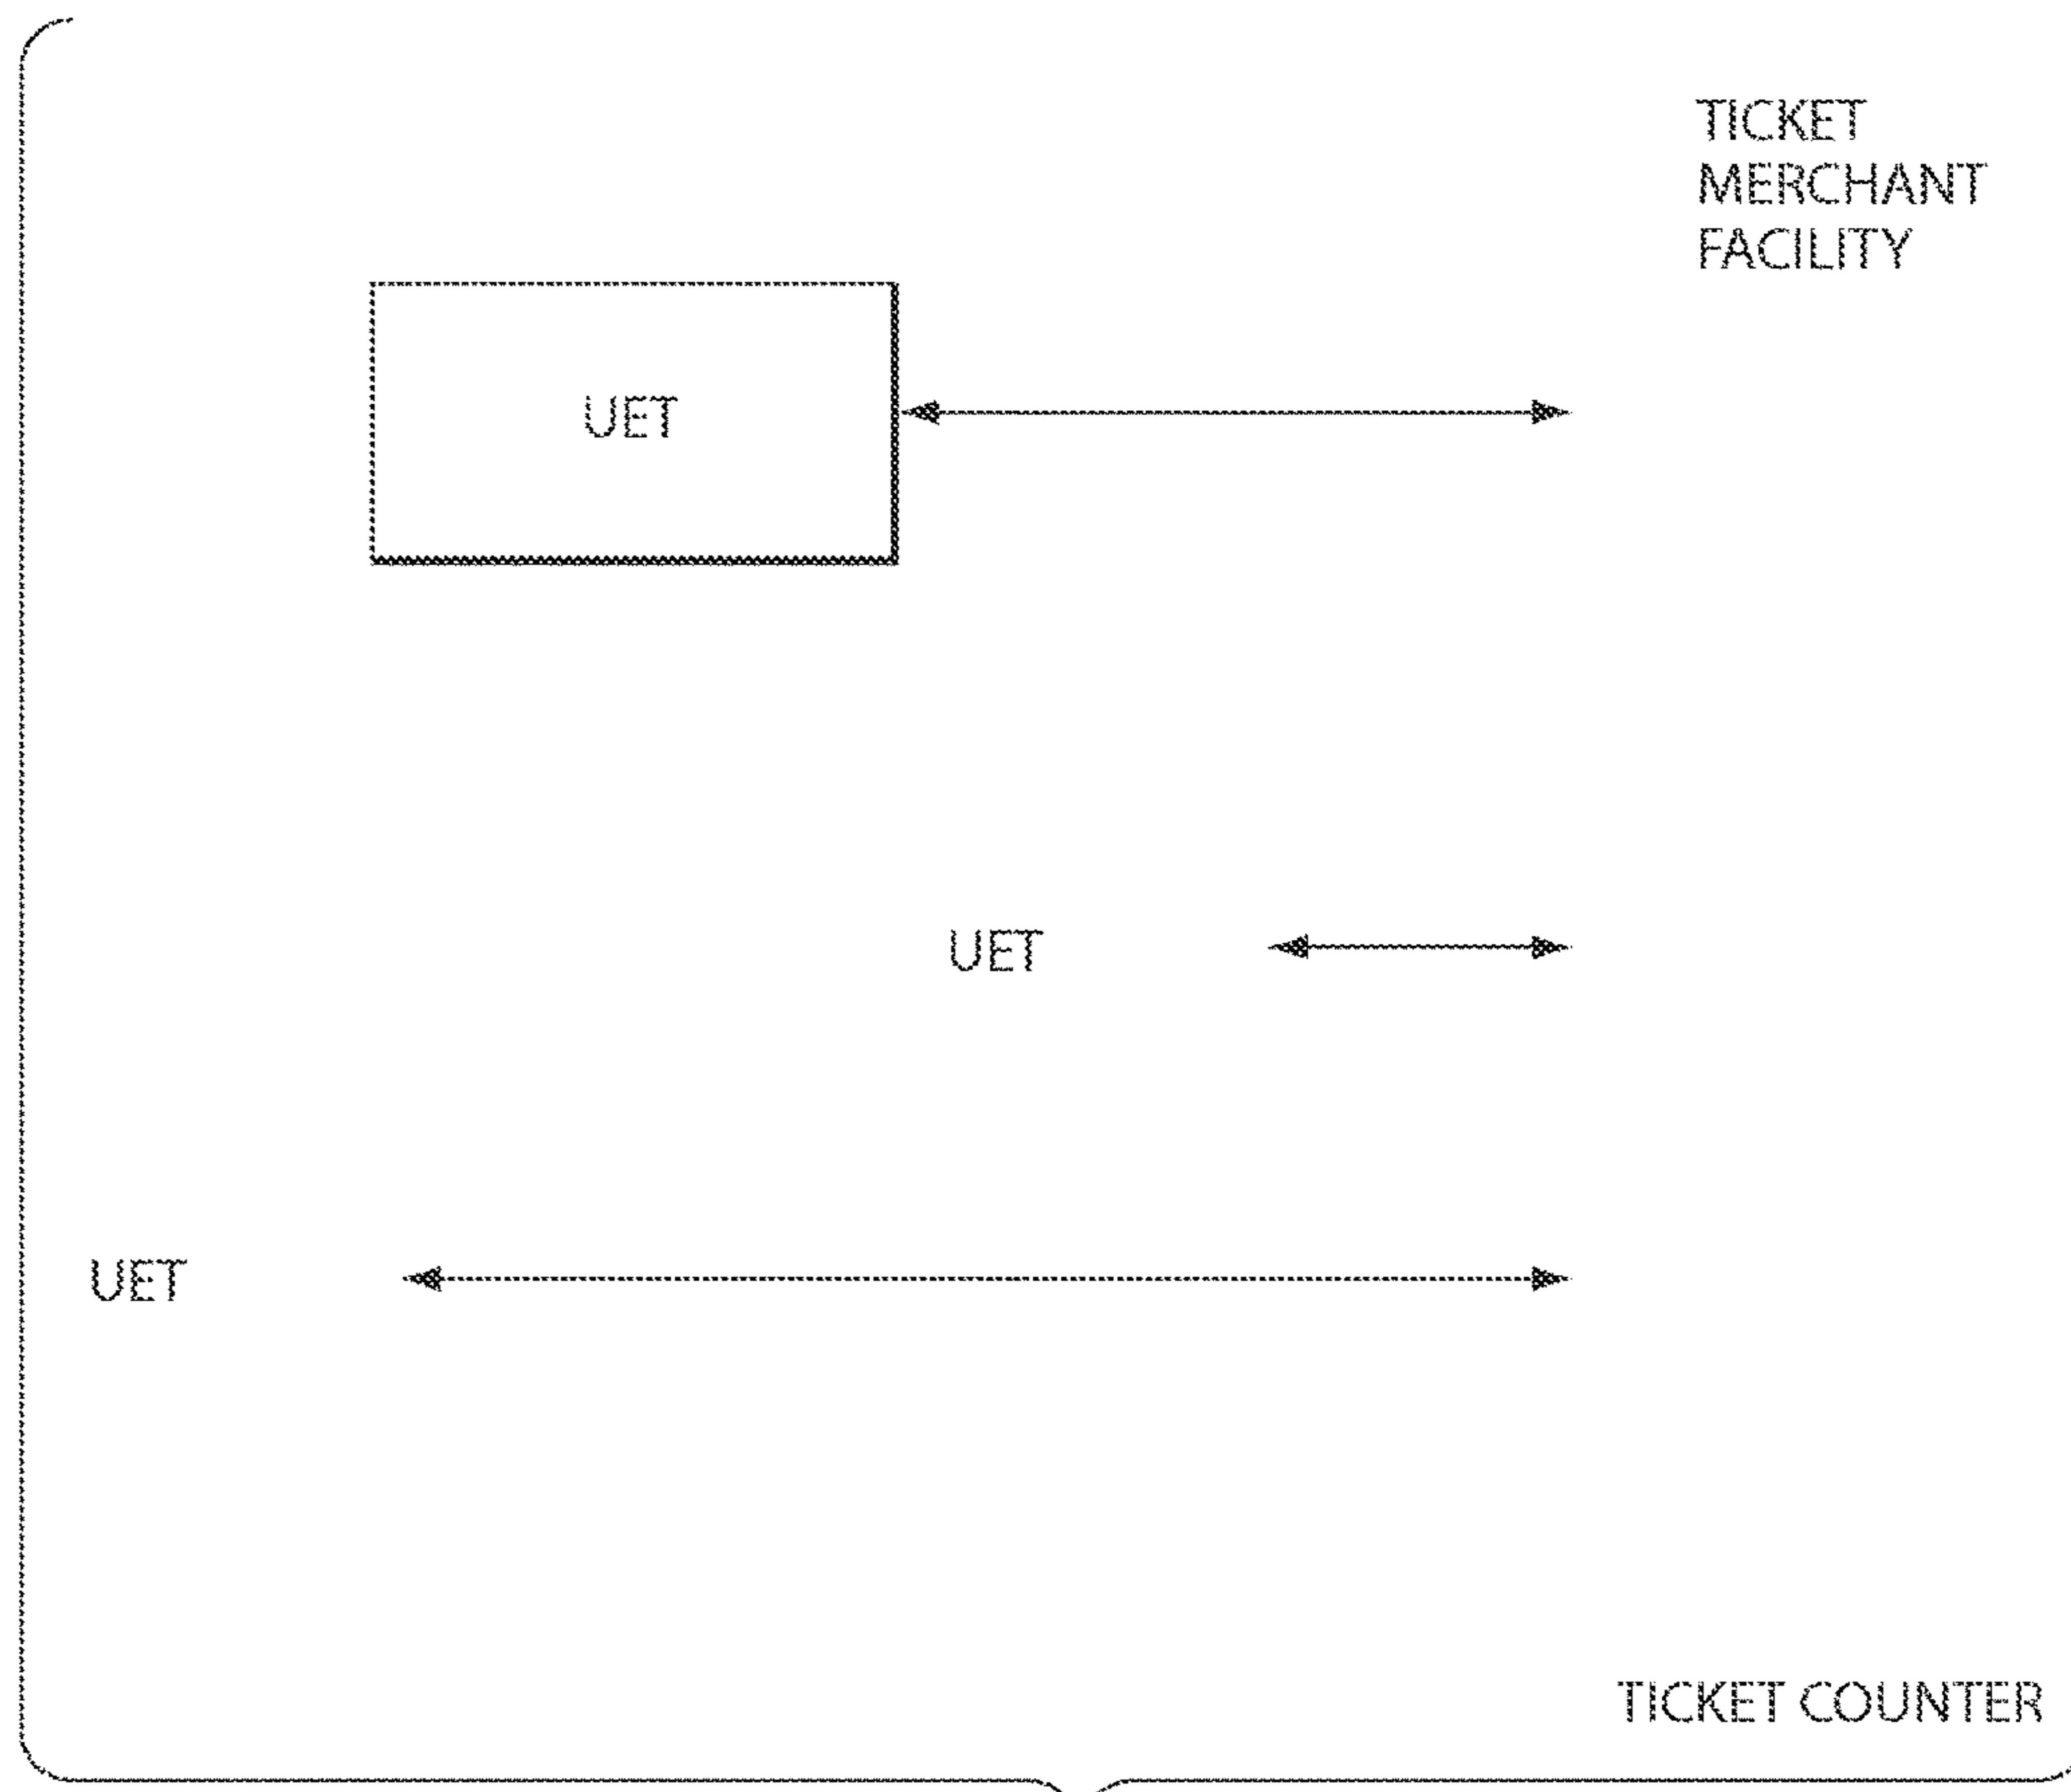 TICKET
MERCHANT
FACILITY
UET
UET
UET
TICKET COUNTER